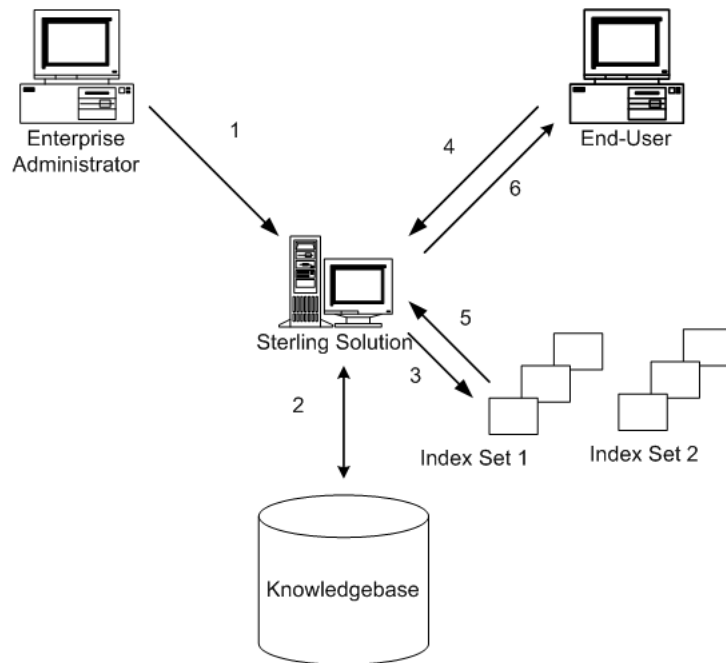 Enterprise
Administrator
1
4
End-User
6
Sterling Solution
5
3
2
Index Set 1
Index Set 2
Knowledgebase